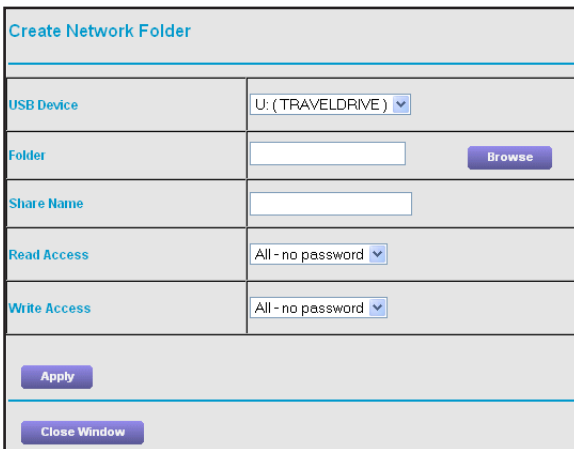 Create Network Folder
USB Device U: ( TRAVELDRIVE )
Folder Browse
Share Name
Read Access All - no password
Write Access All - no password
Apply
Close Window